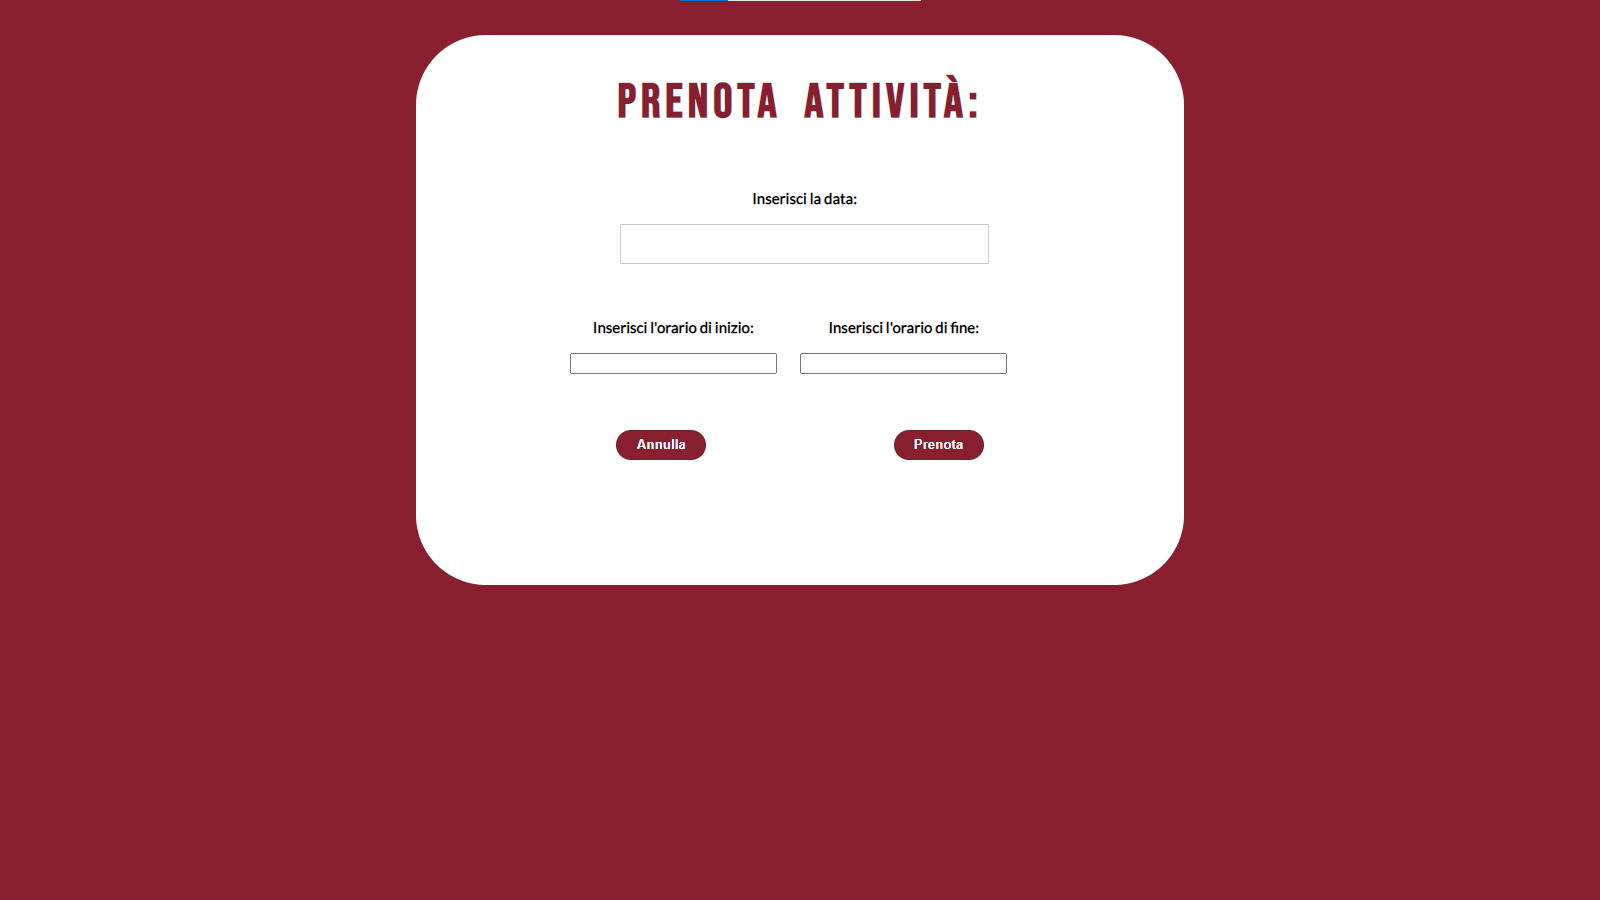 PRENOTA ATTIVITÀ:
Inserisci la data:
Inserisci l'orario di inizio:
Inserisci l'orario di fine:
Annulla
Prenota